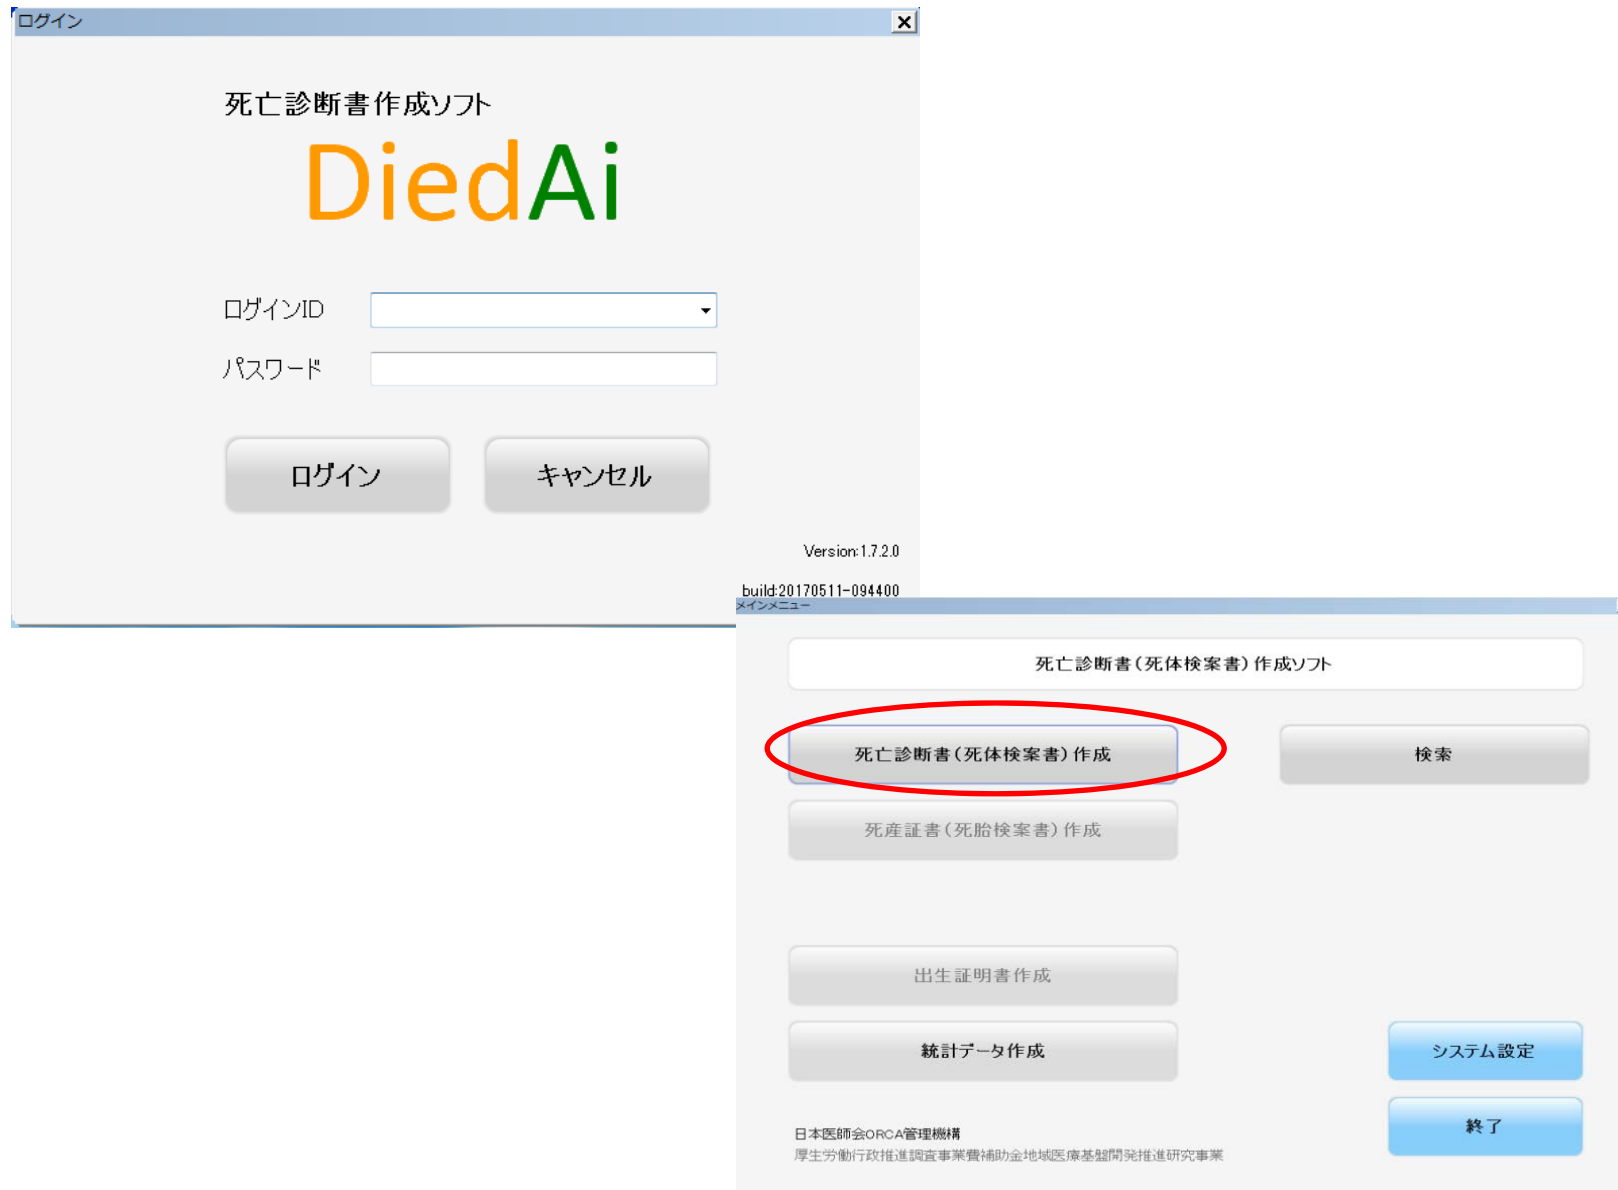 ログイン
死亡診断書作成ソフト
DiedAi
ログインID
パスワード
ログイン
キャンセル
Version:1.7.2.0
build:20170511-094400
メインメニュー
死亡診断書(死体検案書)作成ソフト
死亡診断書(死体検案書)作成
検索
死産証書(死胎検案書)作成
出生証明書作成
統計データ作成
システム設定
終了
日本医師会ORCA管理機構
厚生労働行政推進調査事業費補助金地域医療基盤開発推進研究事業